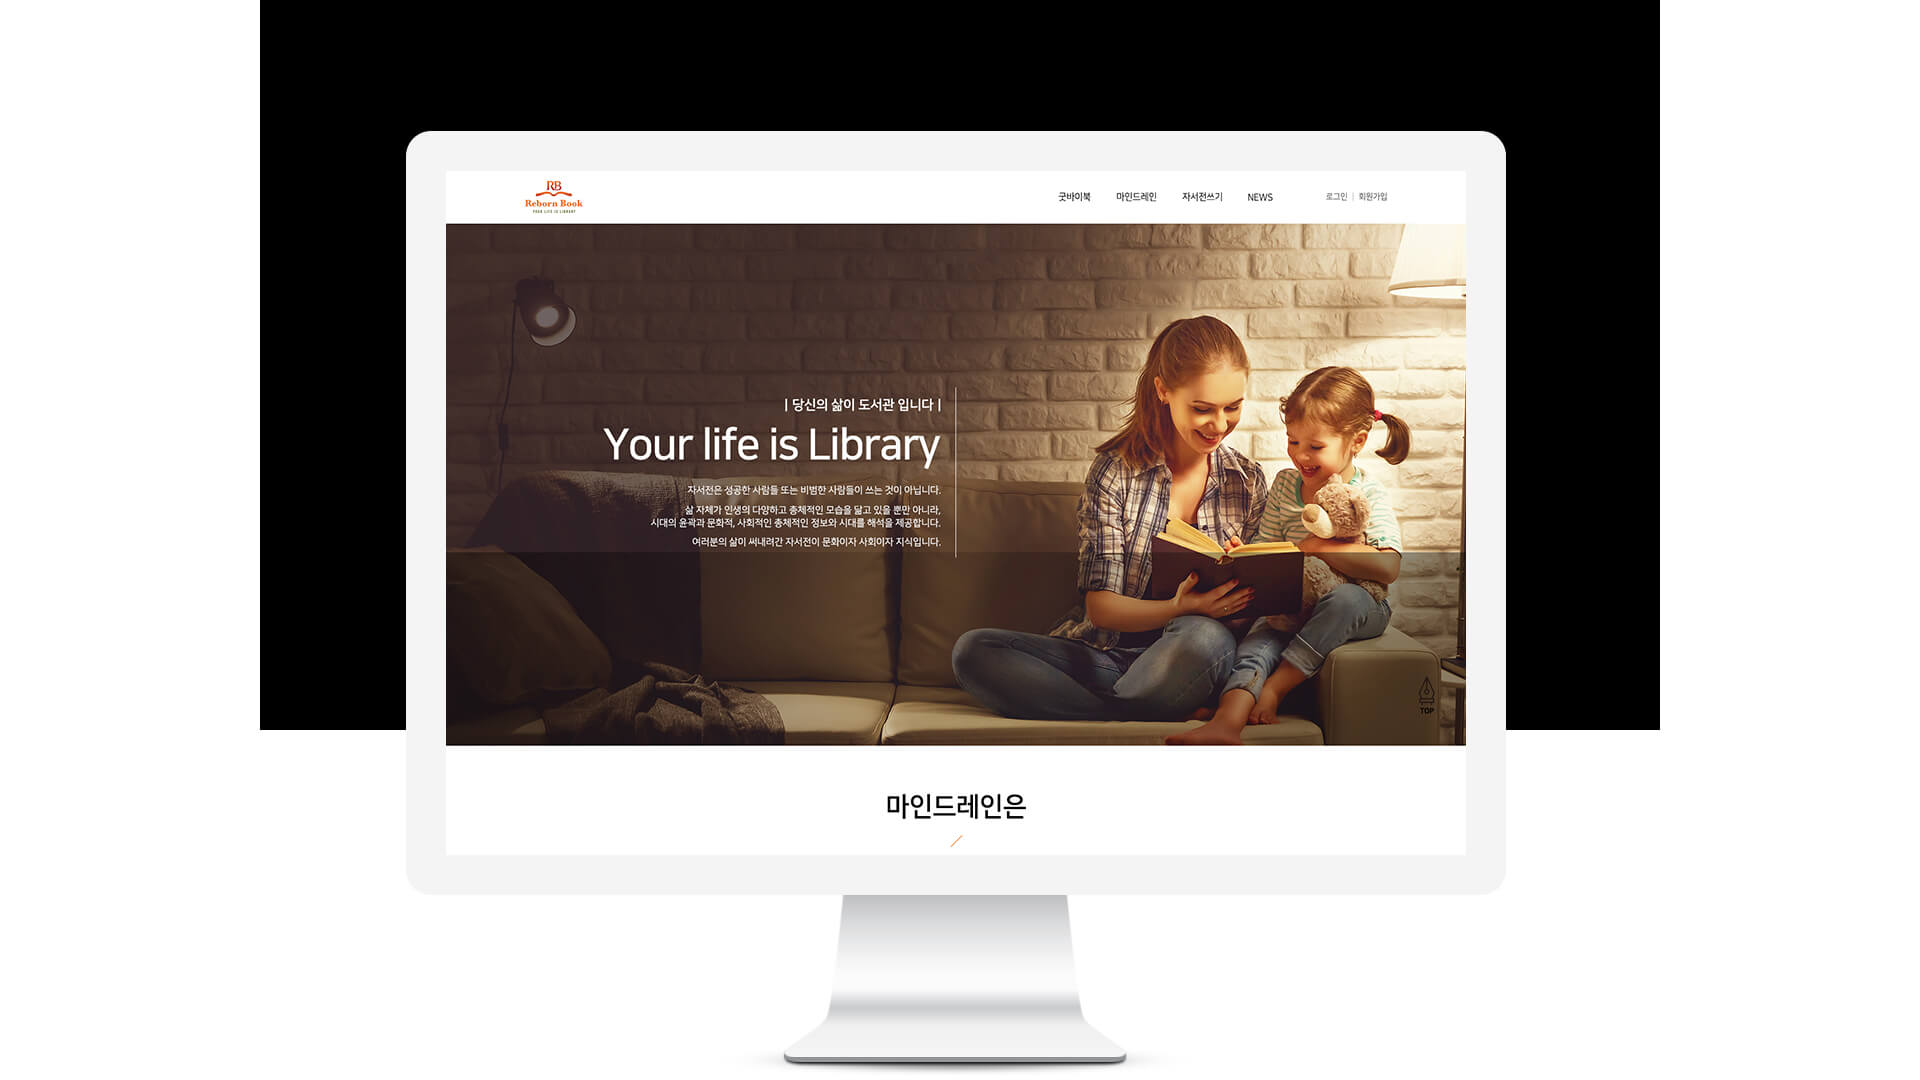 RB
Reborn Book
YOUR LIFE IS LIBRARY
굿바이북 마인드레인 자서전쓰기 NEWS 로그인 | 회원가입
| 당신의 삶이 도서관 입니다 |
Your life is Library
자서전은 성공한 사람들 또는 비범한 사람들이 쓰는 것이 아닙니다.
삶 자체가 인생의 다양하고 총체적인 모습을 닮고 있을 뿐만 아니라,
시대의 윤곽과 문화적, 사회적인 총체적인 정보와 시대를 해석을 제공합니다.
여러분의 삶이 써내려간 자서전이 문화이자 사회이자 지식입니다.
TOP
마인드레인은